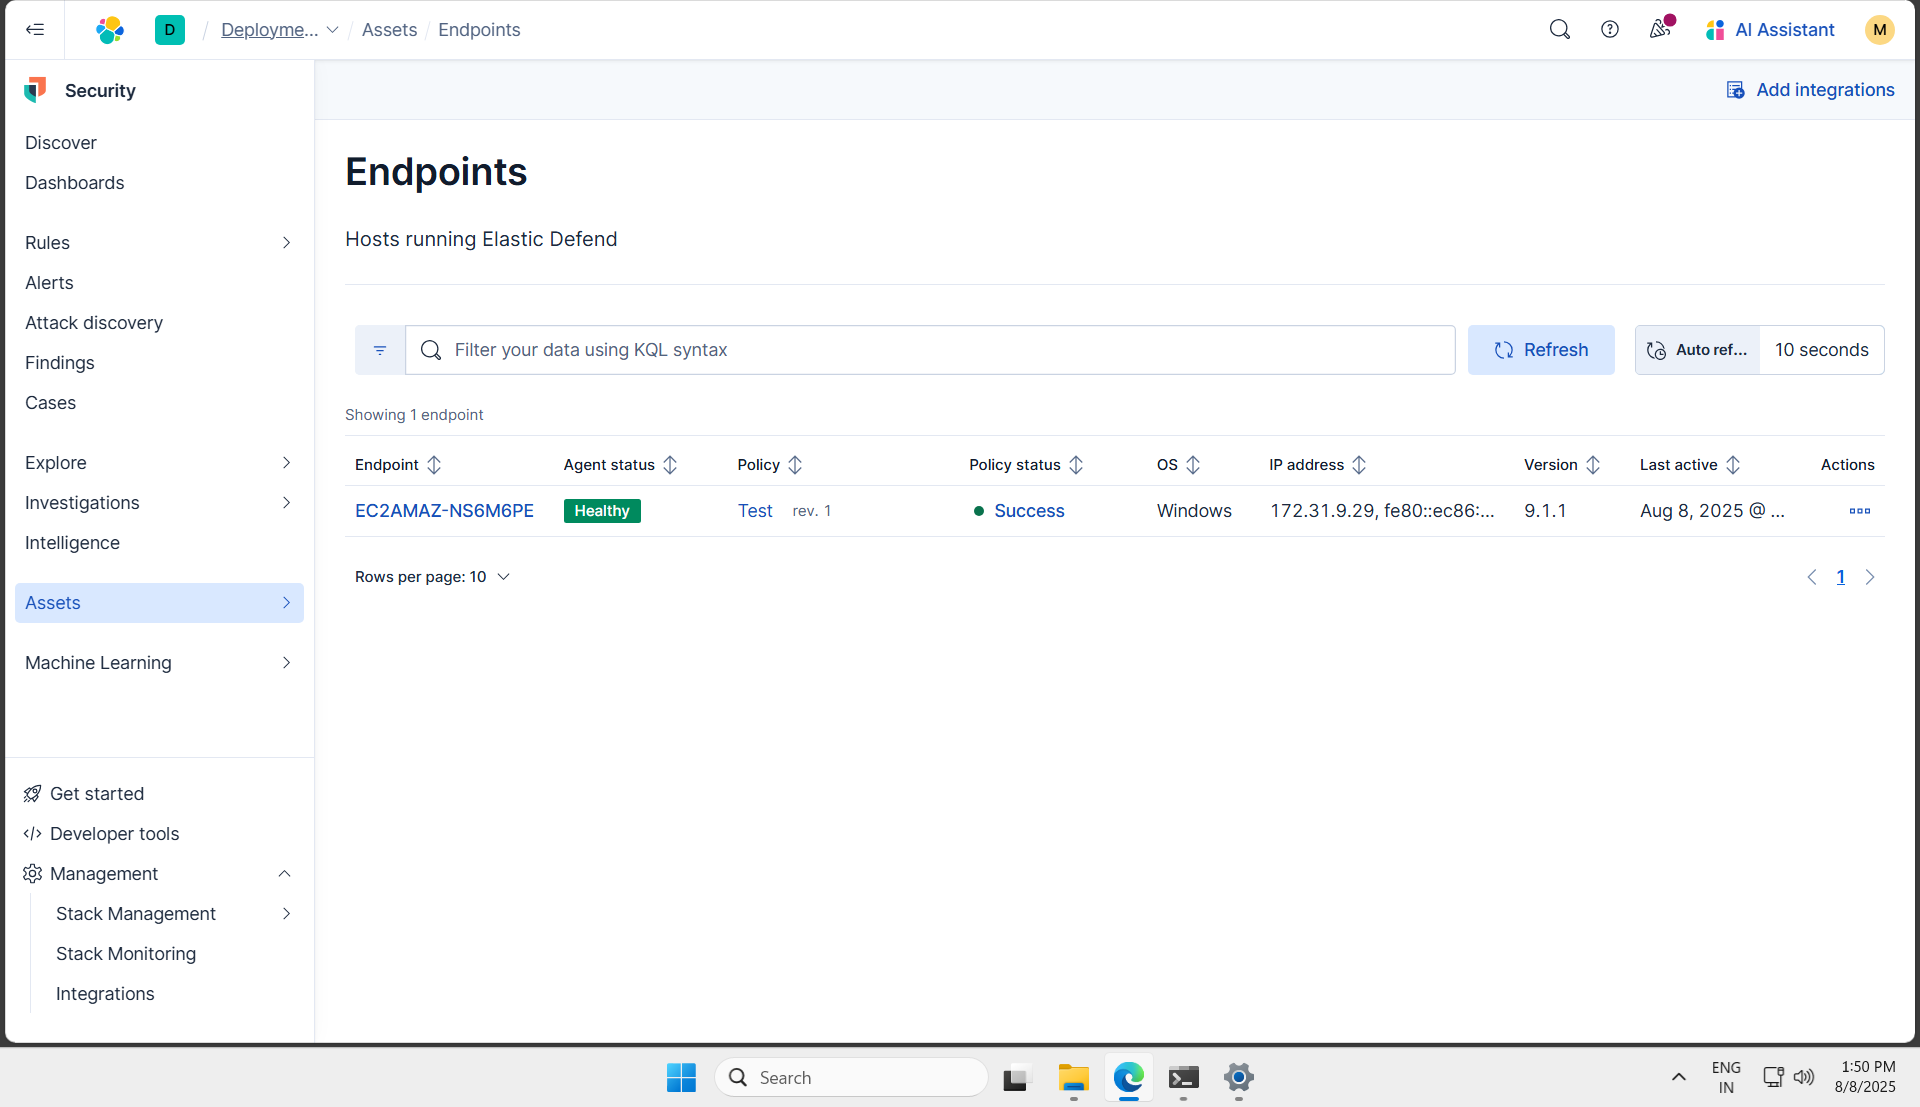 D / Deployme... / Assets / Endpoints
AI Assistant
M
Security
Add integrations
Discover
Dashboards
Rules
Alerts
Attack discovery
Findings
Cases
Explore
Investigations
Intelligence
Assets
Machine Learning
Get started
Developer tools
Management
Stack Management
Stack Monitoring
Integrations
Endpoints
Hosts running Elastic Defend
Filter your data using KQL syntax
Refresh
Auto ref...
10 seconds
Showing 1 endpoint
Endpoint Agent status Policy Policy status OS IP address Version Last active Actions
EC2AMAZ-NS6M6PE Healthy Test rev. 1 Success Windows 172.31.9.29, fe80::ec86:... 9.1.1 Aug 8, 2025 @ ...
Rows per page: 10
1
Search
ENG
IN
1:50 PM
8/8/2025